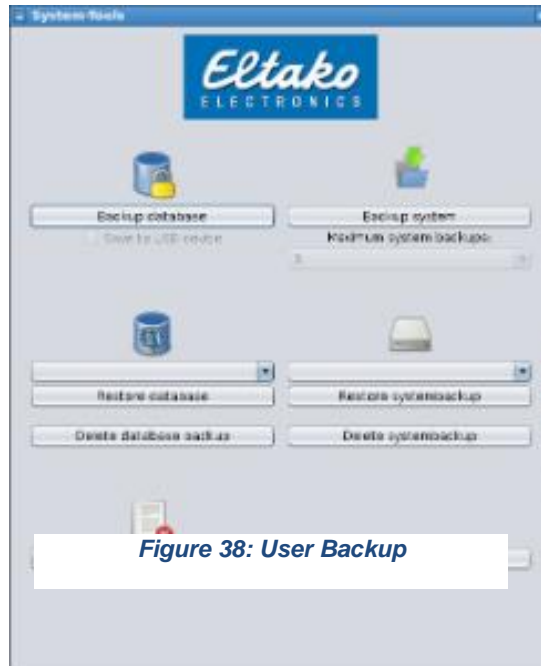 System-Tools
Eltako
ELECTRONICS
Backup database
Backup system
Save to USB device
Maximum system backups:
Restore database
Restore systembackup
Delete database backup
Delete systembackup
Figure 38: User Backup